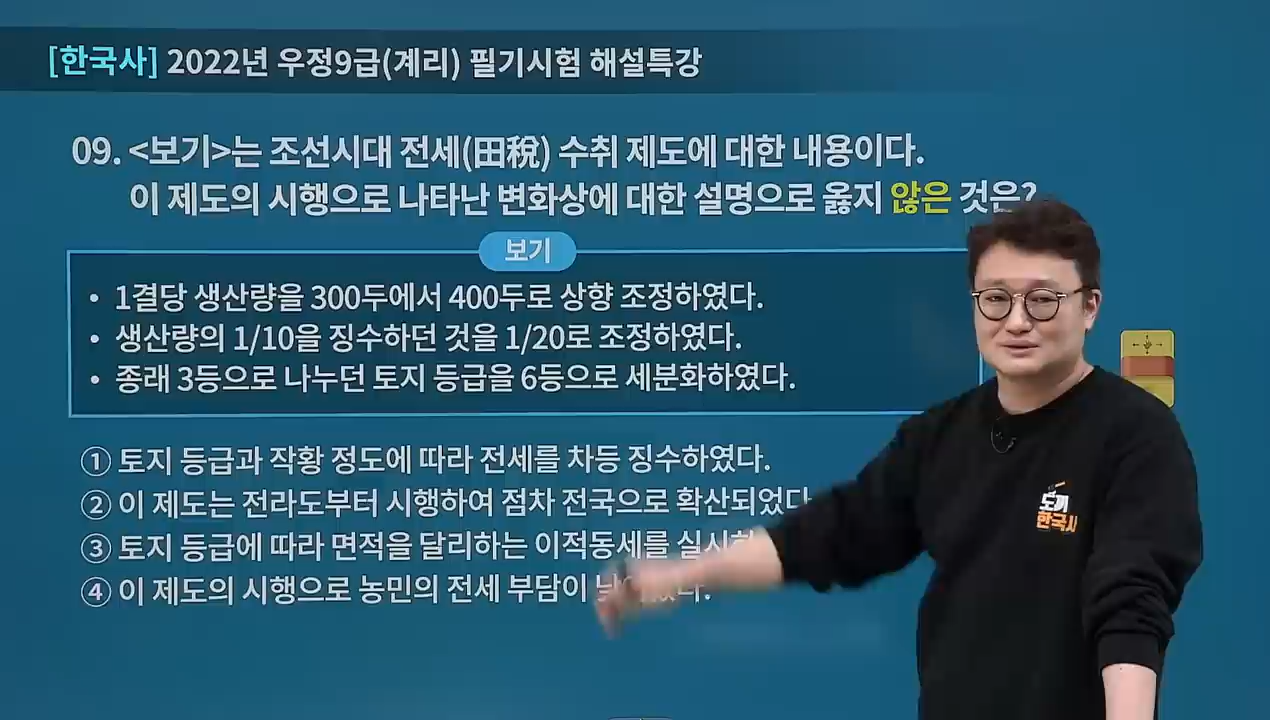 [한국사] 2022년 우정9급(계리) 필기시험 해설특강
09. <보기>는 조선시대 전세(田稅) 수취 제도에 대한 내용이다.
이 제도의 시행으로 나타난 변화상에 대한 설명으로 옳지 않은 것은?
보기
• 1결당 생산량을 300두에서 400두로 상향 조정하였다.
• 생산량의 1/10을 징수하던 것을 1/20로 조정하였다.
• 종래 3등으로 나누던 토지 등급을 6등으로 세분화하였다.
① 토지 등급과 작황 정도에 따라 전세를 차등 징수하였다.
② 이 제도는 전라도부터 시행하여 점차 전국으로 확산되었다
③ 토지 등급에 따라 면적을 달리하는 이적동세를
④ 이 제도의 시행으로 농민의 전세 부담이
도끼
한국사